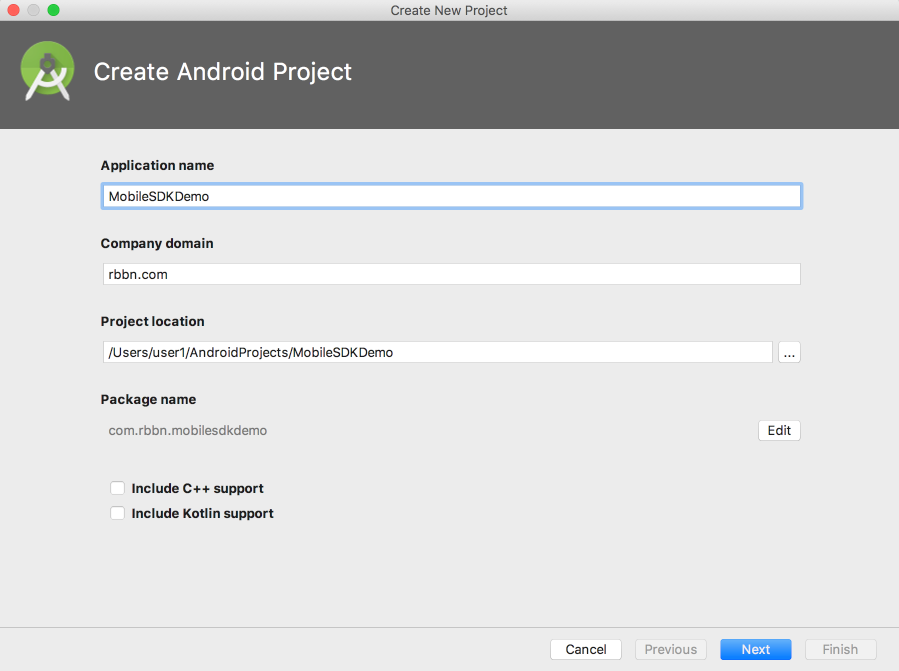 Create New Project
Create Android Project
Application name
MobileSDKDemo
Company domain
rbbn.com
Project location
/Users/user1/AndroidProjects/MobileSDKDemo
...
Package name
com.rbbn.mobilesdkdemo
Edit
Include C++ support
Include Kotlin support
Cancel Previous Next Finish